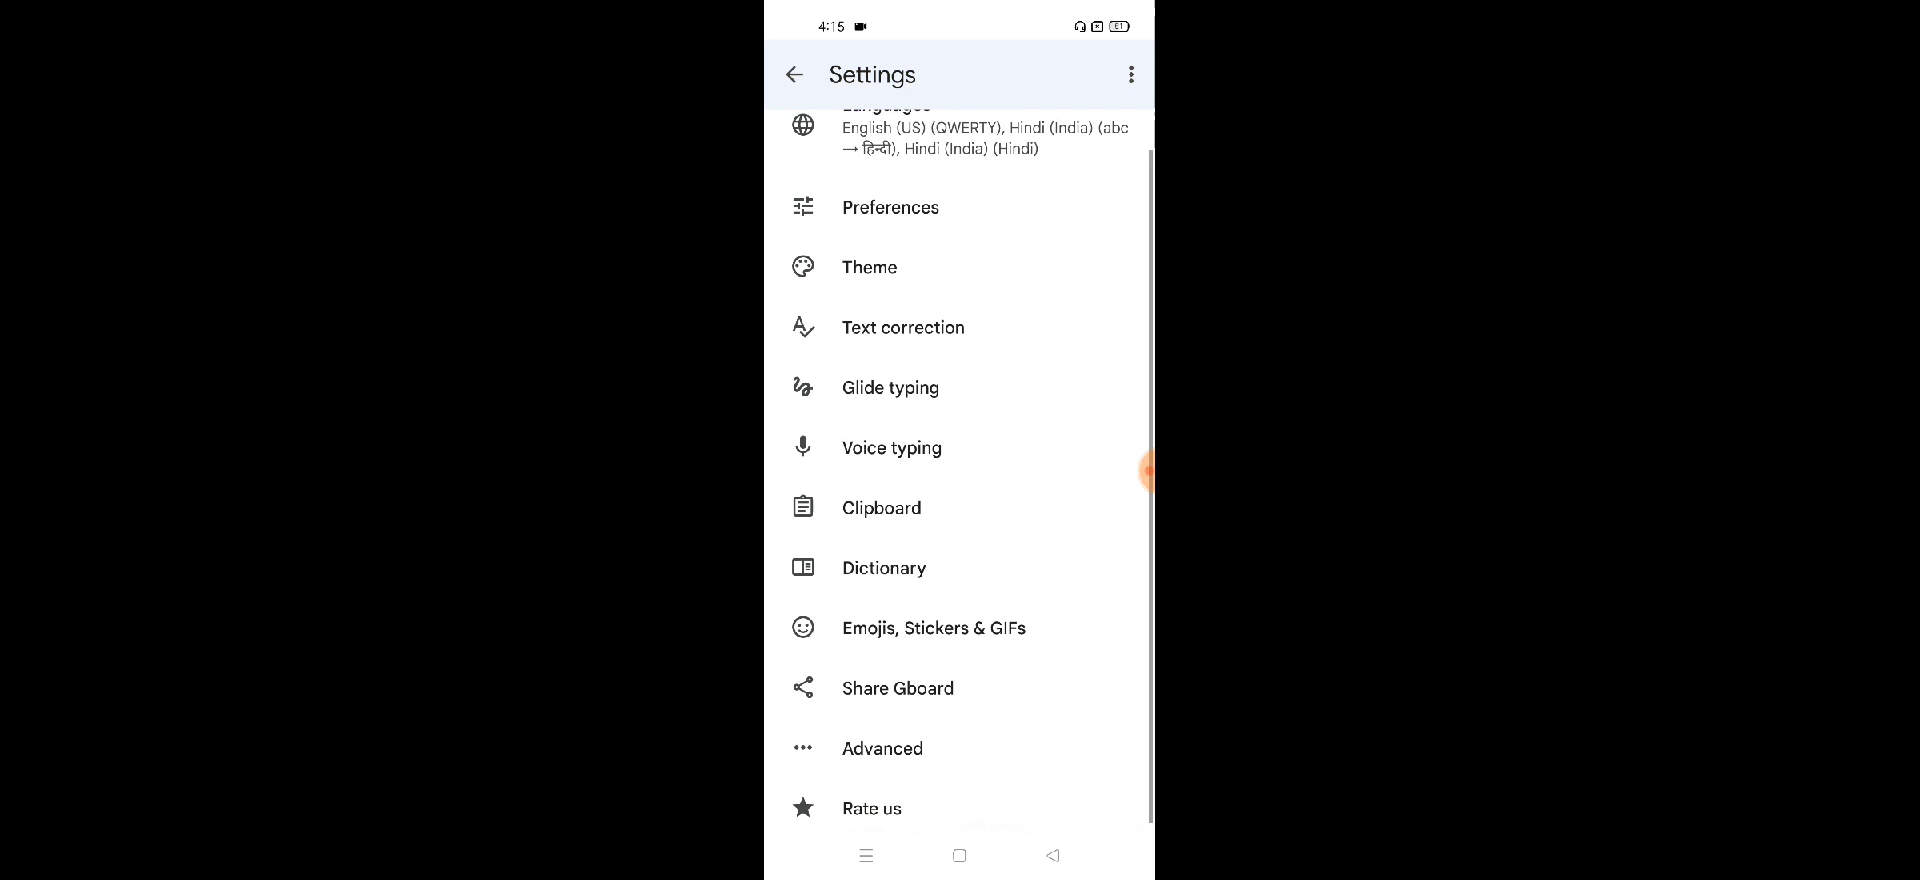 4:15
61
Settings
Languages
English (US) (QWERTY), Hindi (India) (abc
→ हिन्दी), Hindi (India) (Hindi)
Preferences
Theme
Text correction
Glide typing
Voice typing
Clipboard
Dictionary
Emojis, Stickers & GIFs
Share Gboard
Advanced
Rate us